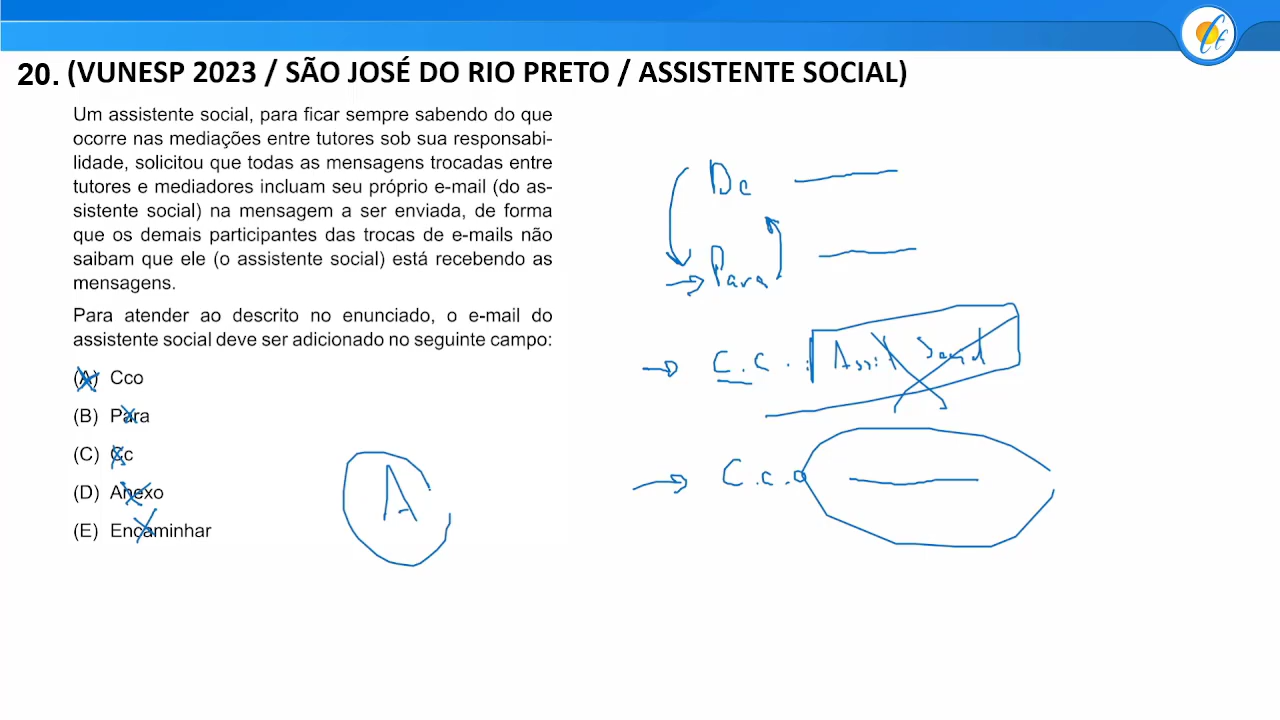 20. (VUNESP 2023 / SÃO JOSÉ DO RIO PRETO / ASSISTENTE SOCIAL)
Um assistente social, para ficar sempre sabendo do que
ocorre nas mediações entre tutores sob sua responsabi-
lidade, solicitou que todas as mensagens trocadas entre
tutores e mediadores incluam seu próprio e-mail (do as-
sistente social) na mensagem a ser enviada, de forma
que os demais participantes das trocas de e-mails não
saibam que ele (o assistente social) está recebendo as
mensagens.
Para atender ao descrito no enunciado, o e-mail do
assistente social deve ser adicionado no seguinte campo:
(A) Cco
(B) Para
(C) Cc
(D) Anexo
(E) Encaminhar
A
De
Para
C.C. :
C.c.o